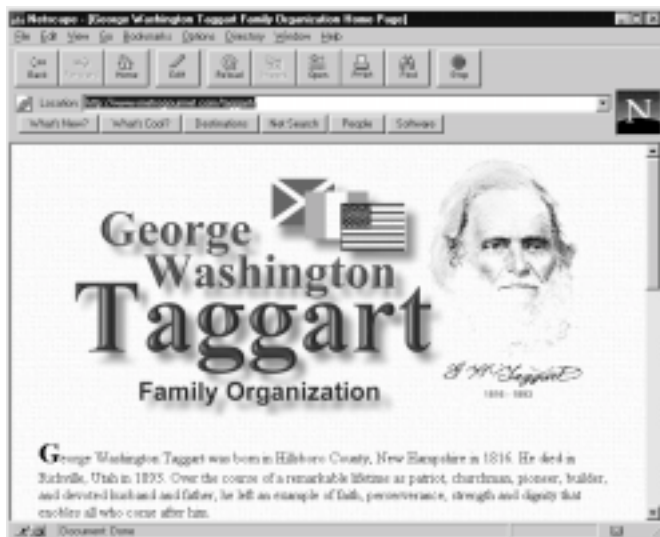 Netscape - [George Washington Taggart Family Organization Home Page]
File Edit View Go Bookmarks Options Directory Window Help
Back Forward Home Edit Reload Images Open Print Find Stop
Location:
What's New? What's Cool? Destinations Net Search People Software
N
George
Washington
Taggart
Family Organization
G W Taggart
1816 - 1893
George Washington Taggart was born in Hillsboro County, New Hampshire in 1816. He died in
Richville, Utah in 1893. Over the course of a remarkable lifetime as patriot, churchman, pioneer, builder,
and devoted husband and father, he left an example of faith, perseverance, strength and dignity that
enobles all who come after him.
Document: Done